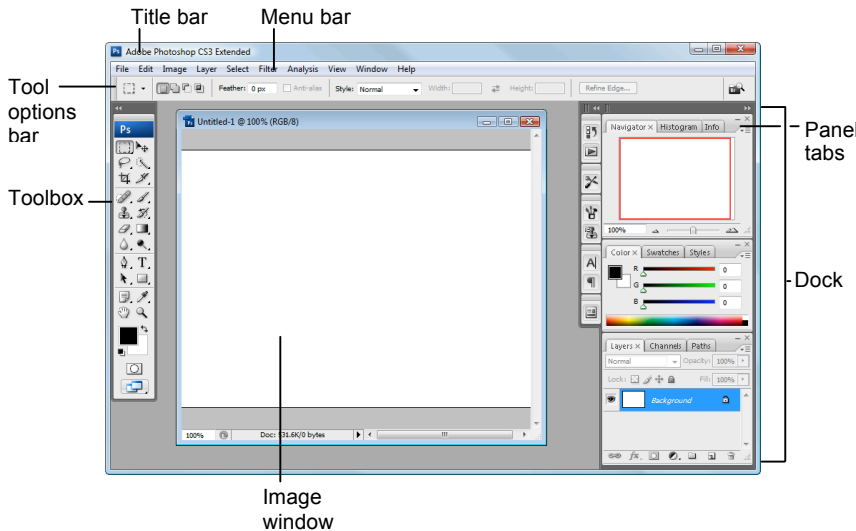 Title bar
Menu bar
Ps Adobe Photoshop CS3 Extended
File Edit Image Layer Select Filter Analysis View Window Help
Tool options bar
Feather: 0 px Anti-alias Style: Normal Width: Height: Refine Edge...
Ps
Untitled-1 @ 100% (RGB/8)
Navigator × Histogram Info
Panel tabs
Toolbox
100%
Color × Swatches Styles
R 0
G 0
B 0
Dock
T
A
Layers × Channels Paths
Normal Opacity: 100%
Lock: Fill: 100%
Background
100% Doc: 531.6K/0 bytes
fx.
Image window